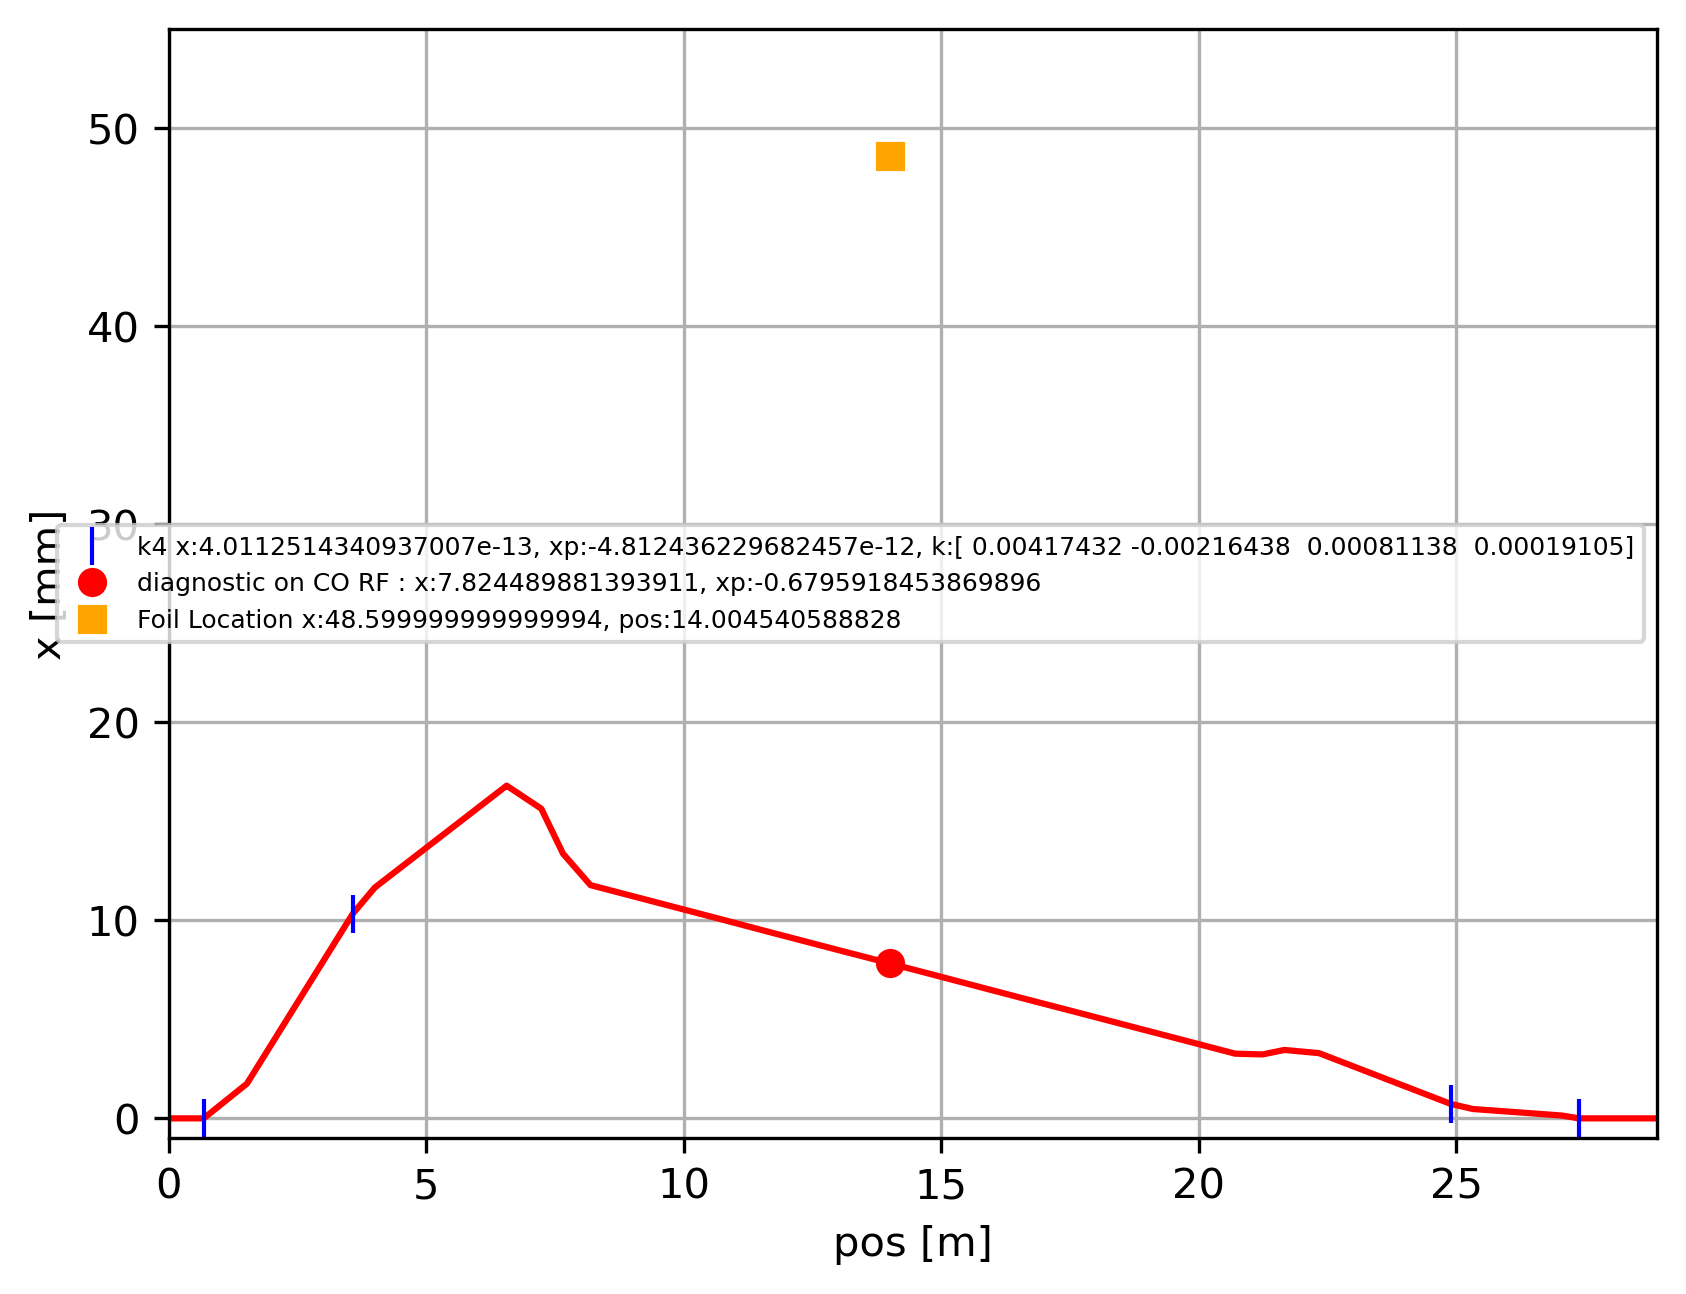 50
40
30
20
10
0
x [mm]
k4 x:4.0112514340937007e-13, xp:-4.812436229682457e-12, k:[ 0.00417432 -0.00216438  0.00081138  0.00019105]
diagnostic on CO RF : x:7.824489881393911, xp:-0.6795918453869896
Foil Location x:48.599999999999994, pos:14.004540588828
0 5 10 15 20 25
pos [m]